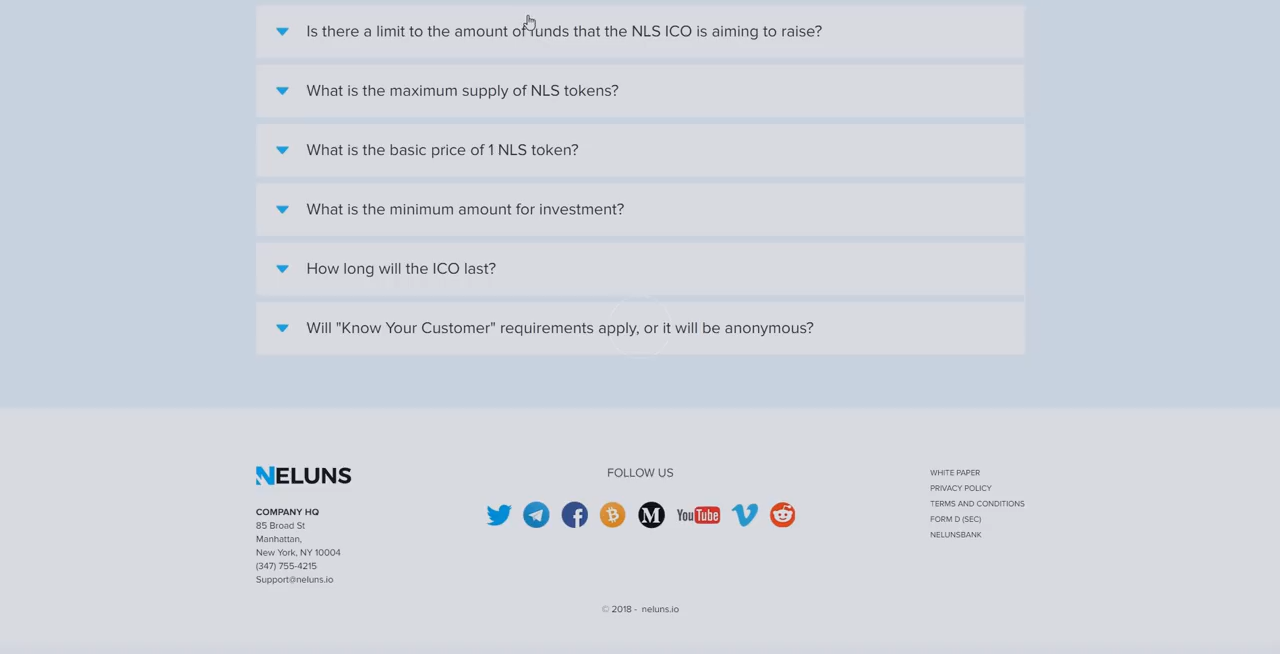 Is there a limit to the amount of funds that the NLS ICO is aiming to raise?
What is the maximum supply of NLS tokens?
What is the basic price of 1 NLS token?
What is the minimum amount for investment?
How long will the ICO last?
Will "Know Your Customer" requirements apply, or it will be anonymous?
NELUNS
COMPANY HQ
85 Broad St
Manhattan,
New York, NY 10004
(347) 755-4215
Support@neluns.io
FOLLOW US
YouTube
© 2018 - neluns.io
WHITE PAPER
PRIVACY POLICY
TERMS AND CONDITIONS
FORM D (SEC)
NELUNSBANK